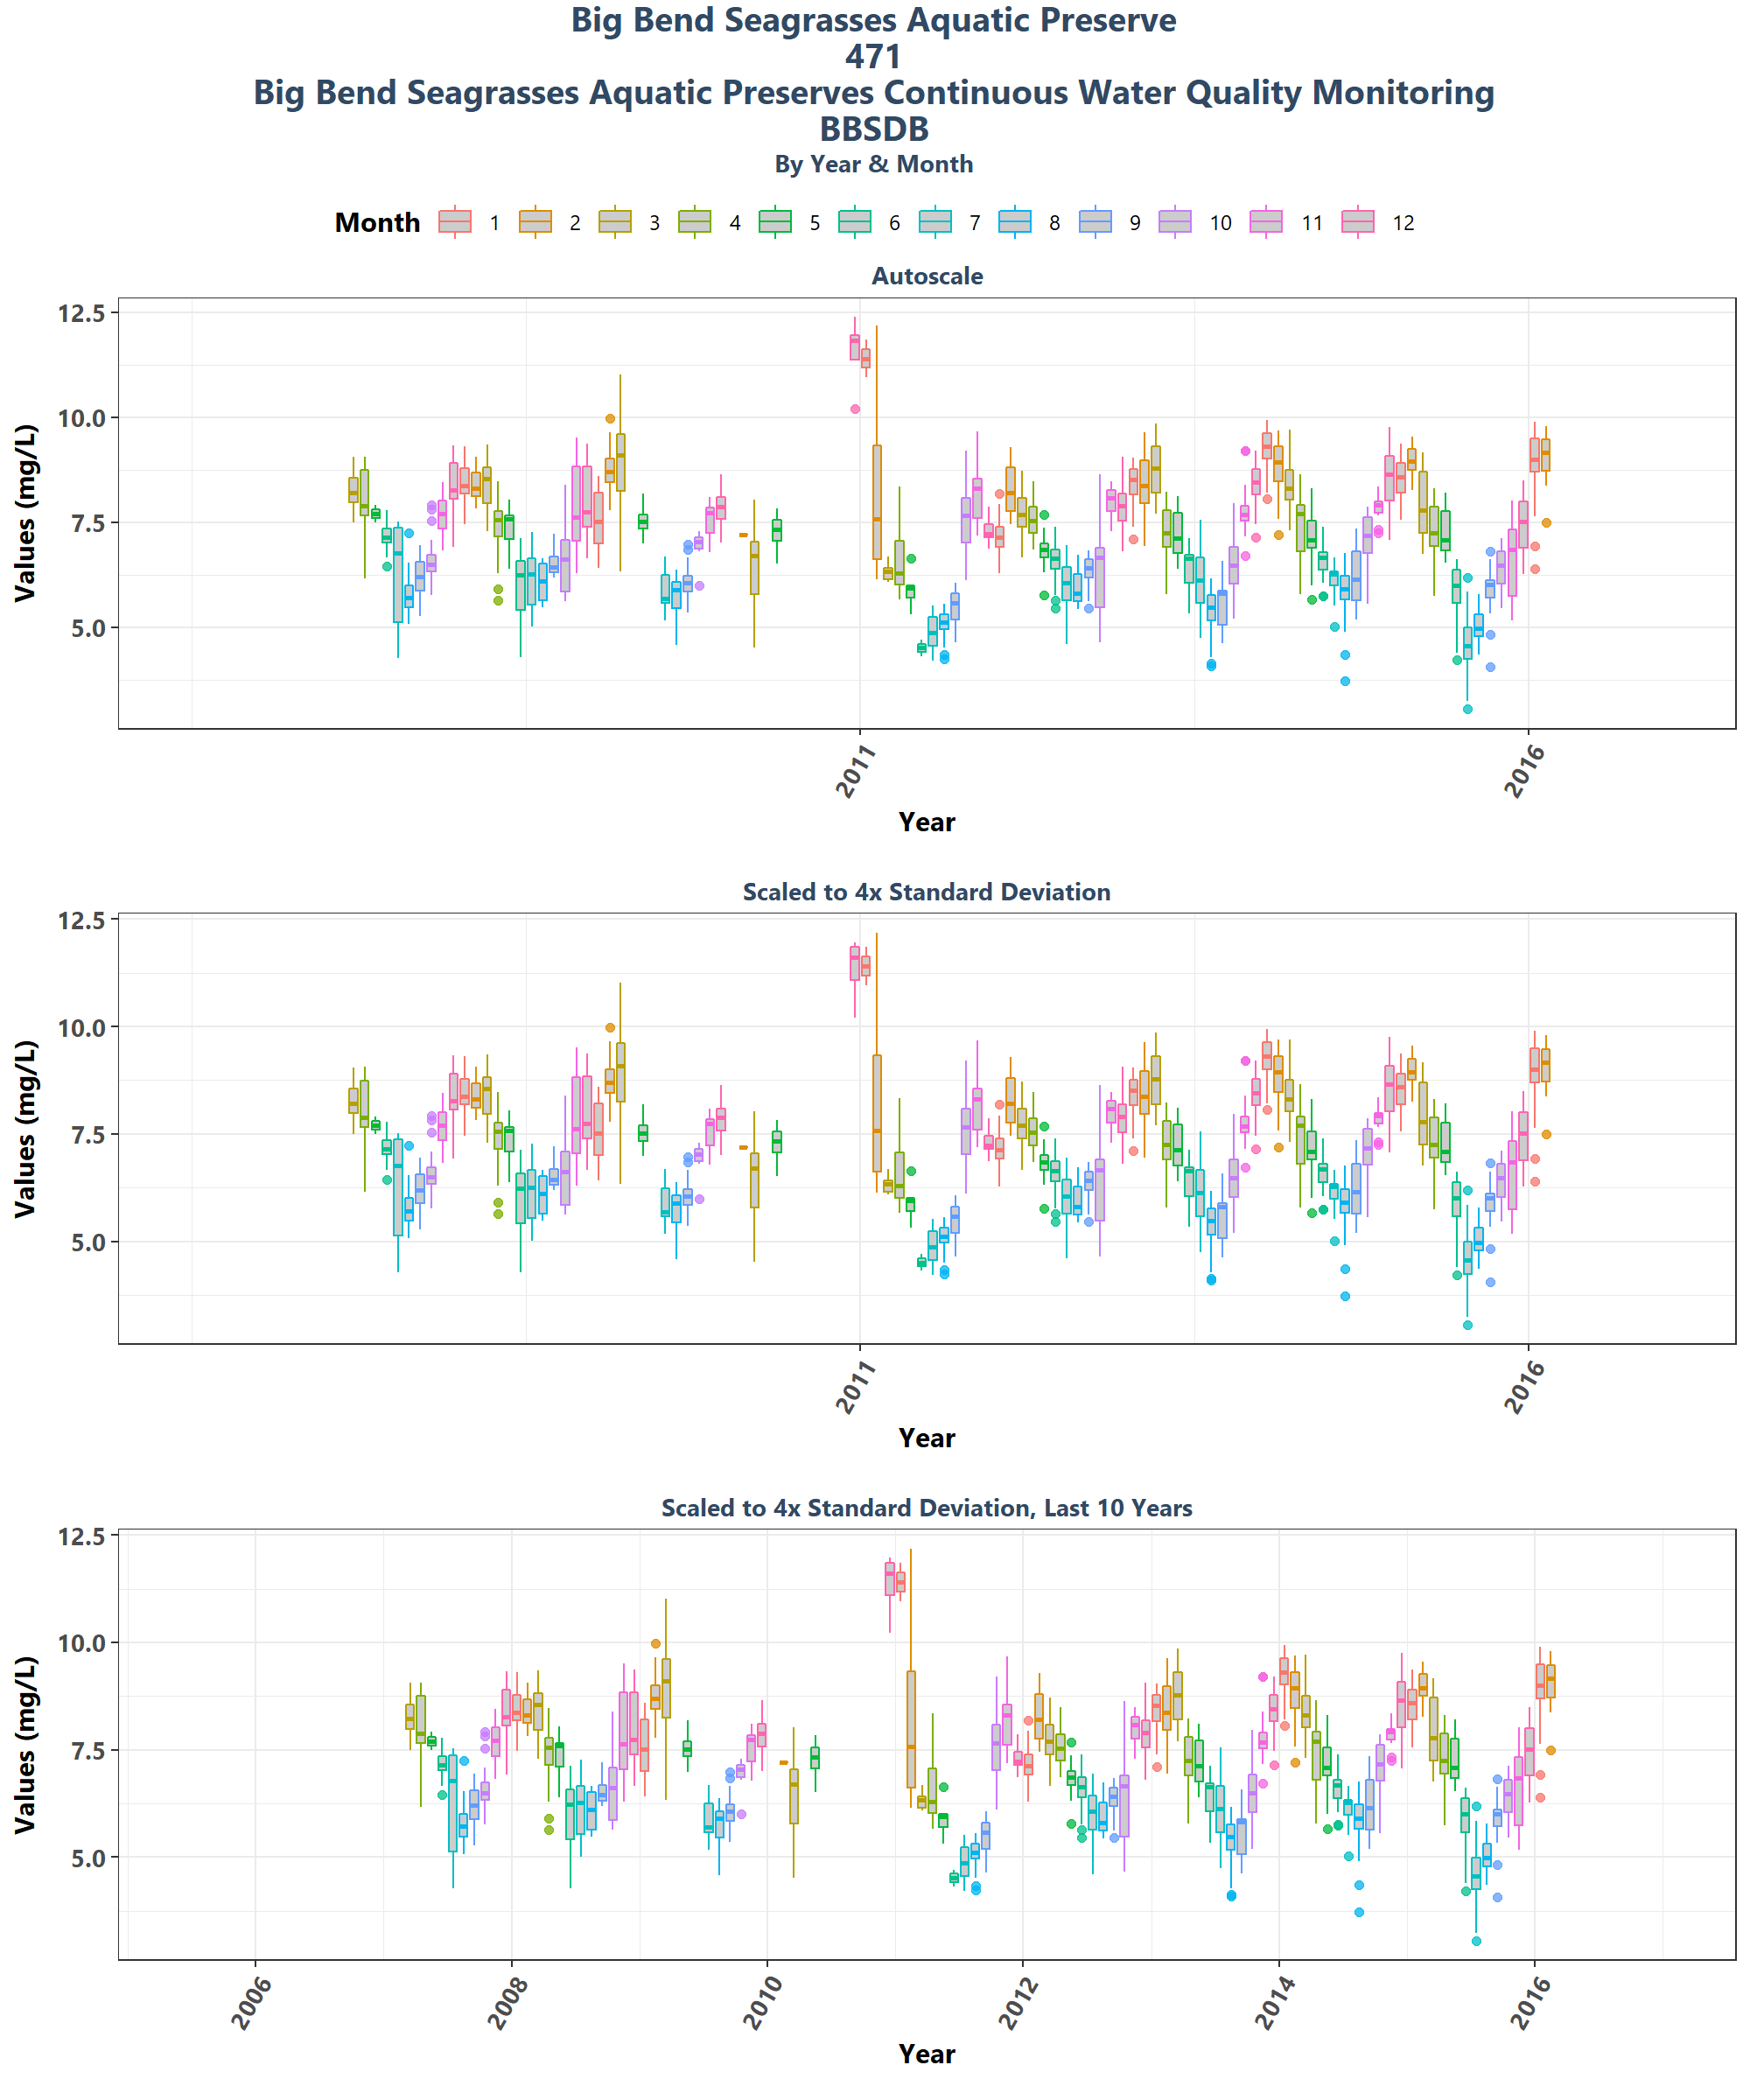 Big Bend Seagrasses Aquatic Preserve
471
Big Bend Seagrasses Aquatic Preserves Continuous Water Quality Monitoring
BBSDB
By Year & Month
Month 1 2 3 4 5 6 7 8 9 10 11 12
Autoscale
Values (mg/L)
12.5
10.0
7.5
5.0
2011 2016
Year
Scaled to 4x Standard Deviation
Values (mg/L)
12.5
10.0
7.5
5.0
2011 2016
Year
Scaled to 4x Standard Deviation, Last 10 Years
Values (mg/L)
12.5
10.0
7.5
5.0
2006 2008 2010 2012 2014 2016
Year